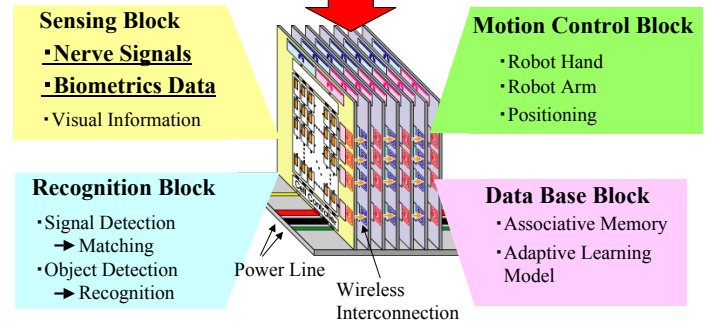 Sensing Block
・Nerve Signals
・Biometrics Data
・Visual Information
Motion Control Block
・Robot Hand
・Robot Arm
・Positioning
Recognition Block
・Signal Detection
→ Matching
・Object Detection
→ Recognition
Data Base Block
・Associative Memory
・Adaptive Learning
Model
Power Line
Wireless
Interconnection